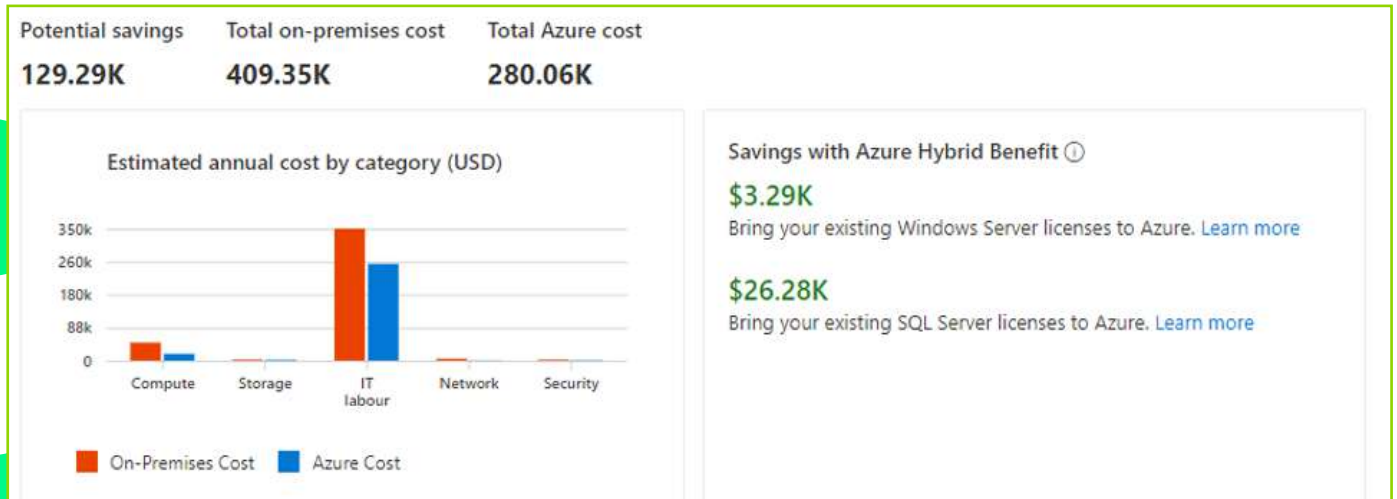 Potential savings
Total on-premises cost
Total Azure cost
129.29K
409.35K
280.06K
Estimated annual cost by category (USD)
350k
260k
180k
88k
0
Compute
Storage
IT
labour
Network
Security
On-Premises Cost
Azure Cost
Savings with Azure Hybrid Benefit
$3.29K
Bring your existing Windows Server licenses to Azure. Learn more
$26.28K
Bring your existing SQL Server licenses to Azure. Learn more